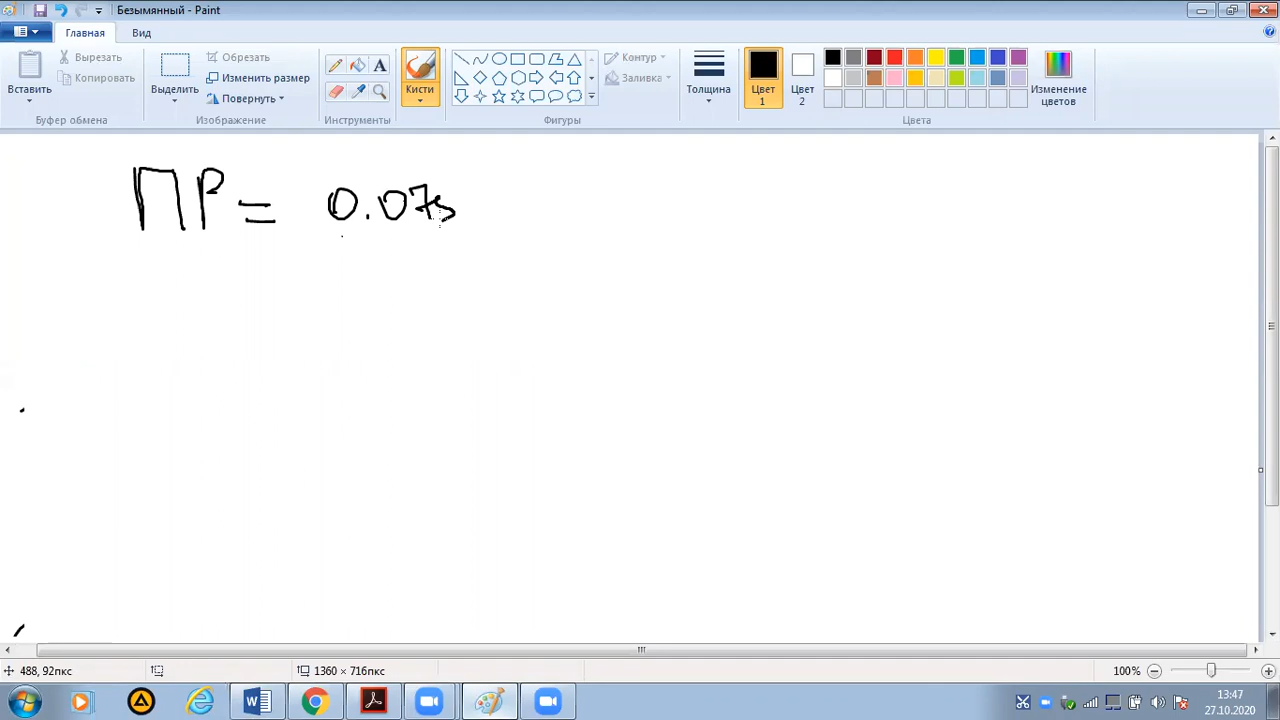 Безымянный - Paint
Главная Вид
Вставить
Вырезать
Копировать
Буфер обмена
Выделить
Обрезать
Изменить размер
Повернуть
Изображение
A
Инструменты
Кисти
Контур
Заливка
Фигуры
Толщина
Цвет 1
Цвет 2
Изменение цветов
Цвета
ПР = 0.075
488, 92пкс
1360 × 716пкс
100%
13:47
27.10.2020